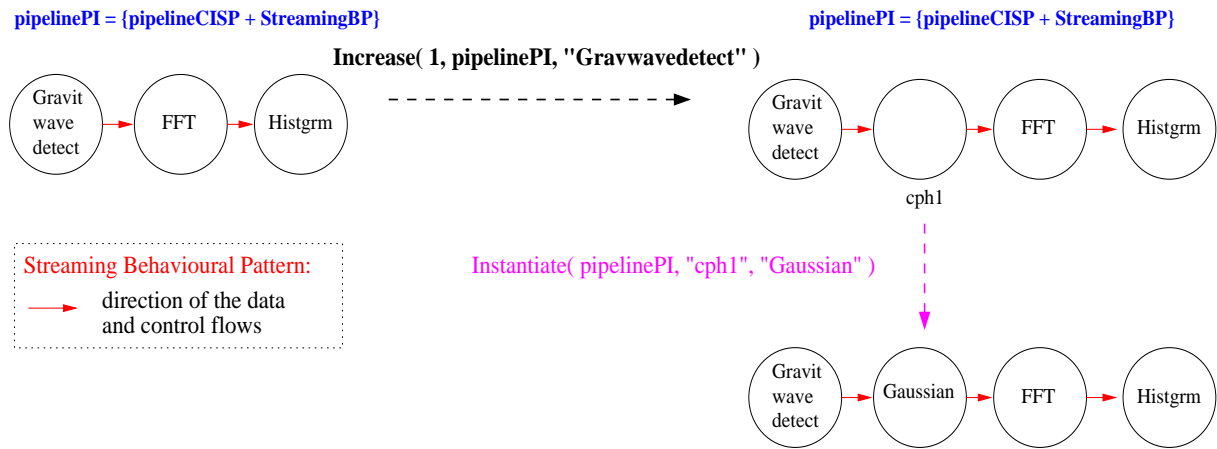 pipelinePI = {pipelineCISP + StreamingBP}
pipelinePI = {pipelineCISP + StreamingBP}
Increase( 1, pipelinePI, "Gravwavedetect" )
Gravit
wave
detect
FFT
Histgrm
Gravit
wave
detect
FFT
Histgrm
cph1
Streaming Behavioural Pattern:
direction of the data
and control flows
Instantiate( pipelinePI, "cph1", "Gaussian" )
Gravit
wave
detect
Gaussian
FFT
Histgrm